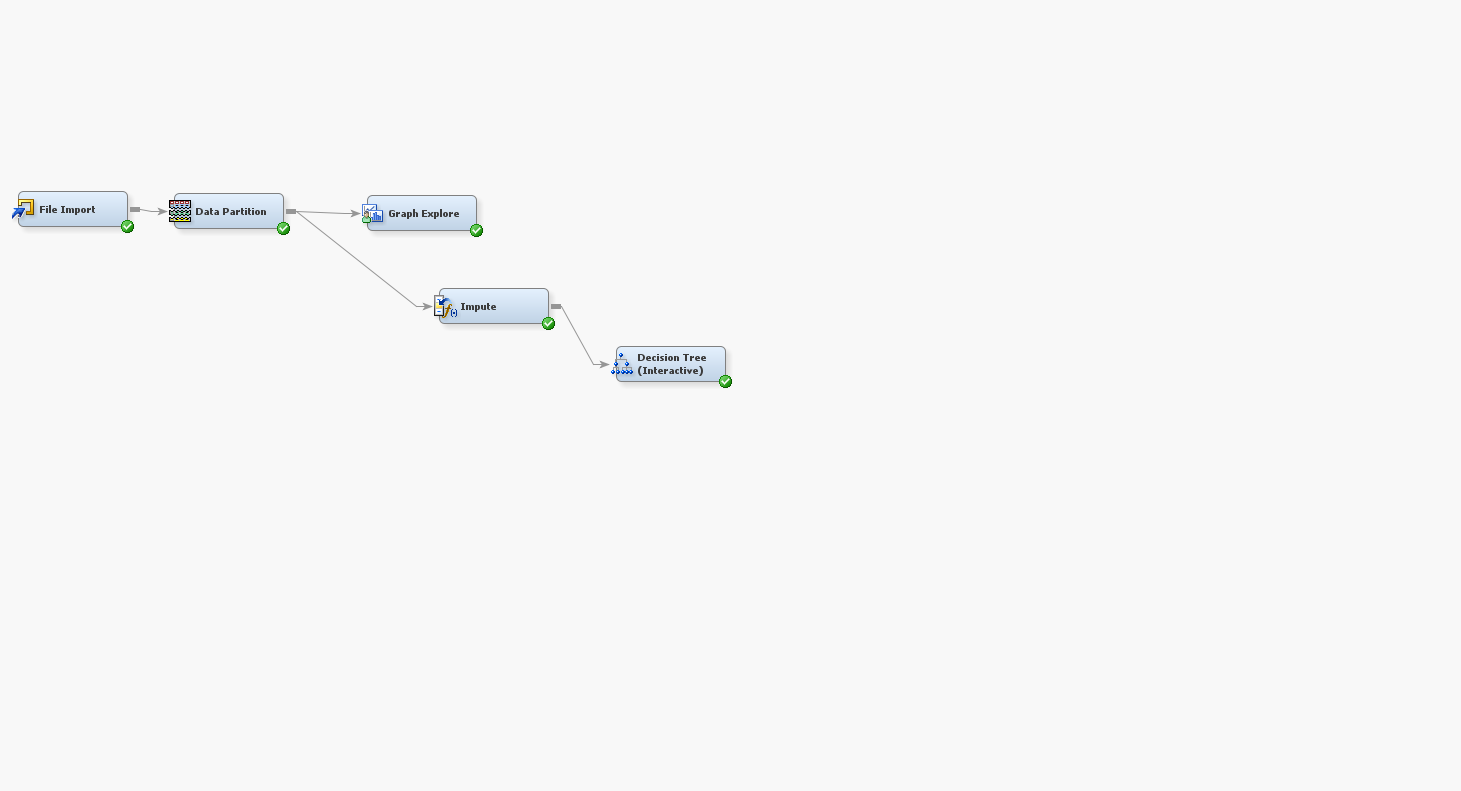 File Import
Data Partition
Graph Explore
Impute
Decision Tree
(Interactive)